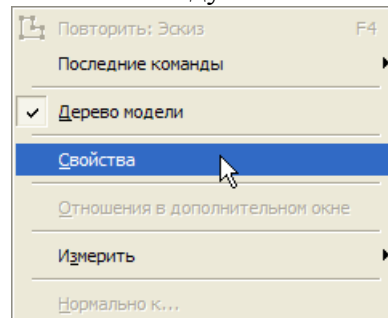 Повторить: Эскиз F4
Последние команды
Дерево модели
Свойства
Отношения в дополнительном окне
Измерить
Нормально к...